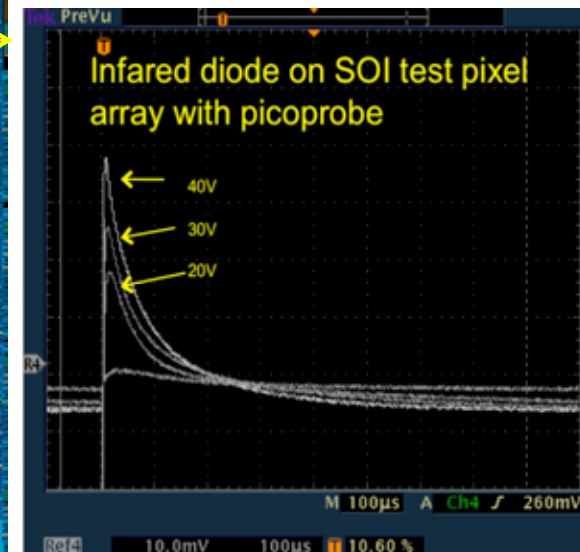 Tek PreVu
T
Infared diode on SOI test pixel
array with picoprobe
40V
30V
20V
R4
M 100µs A Ch4 260mV
Ref4 10.0mV 100µs T 10.60 %